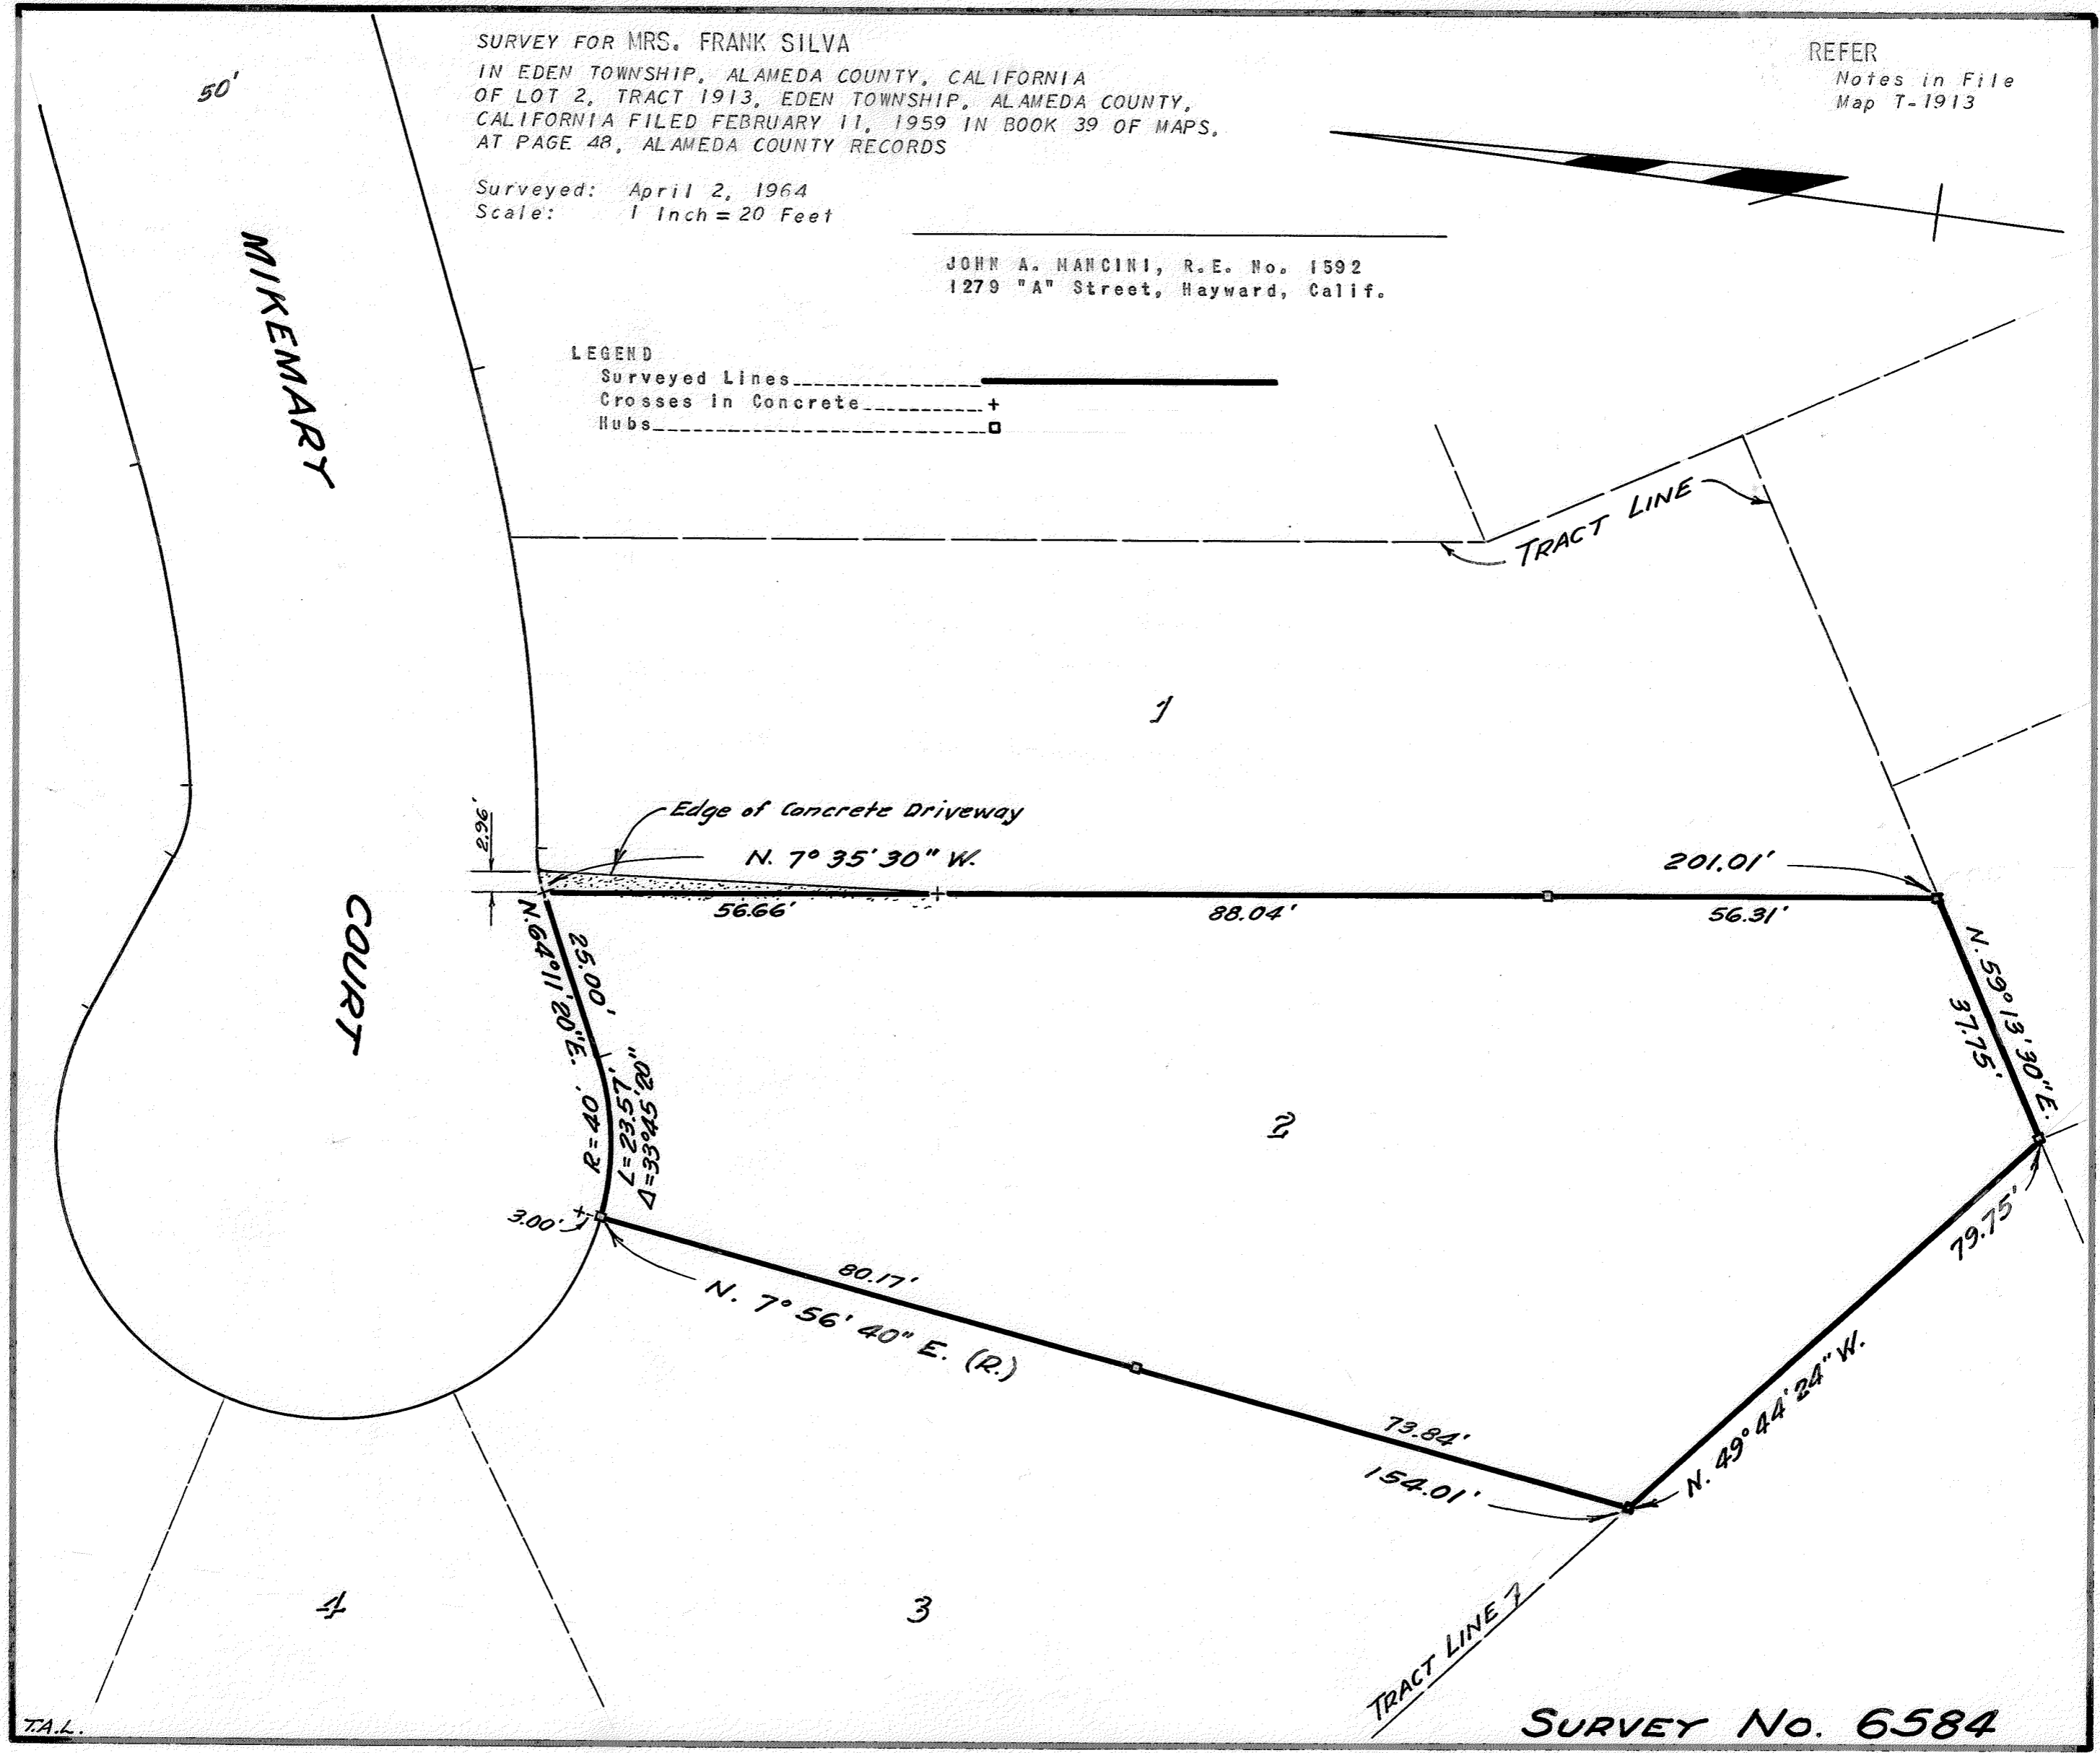 50'
SURVEY FOR MRS. FRANK SILVA
IN EDEN TOWNSHIP, ALAMEDA COUNTY, CALIFORNIA
OF LOT 2, TRACT 1913, EDEN TOWNSHIP, ALAMEDA COUNTY,
CALIFORNIA FILED FEBRUARY 11, 1959 IN BOOK 39 OF MAPS,
AT PAGE 48, ALAMEDA COUNTY RECORDS
Surveyed: April 2, 1964
Scale: 1 Inch = 20 Feet
REFER
Notes in File
Map T-1913
JOHN A. MANCINI, R.E. No. 1592
1279 "A" Street, Hayward, Calif.
LEGEND
Surveyed Lines
Crosses in Concrete +
Hubs
MIKEMARY
COURT
TRACT LINE
1
2.96'
Edge of Concrete Driveway
N. 7° 35' 30" W.
201.01'
56.66'
88.04'
56.31'
N. 64° 11' 20" E.
25.00'
N. 59° 13' 30" E.
37.75'
R = 40'
L = 23.57'
Δ = 33° 45' 20"
2
3.00'
80.17'
N. 7° 56' 40" E. (R.)
79.75'
N. 49° 44' 24" W.
73.84'
154.01'
4
3
TRACT LINE
T.A.L.
SURVEY No. 6584